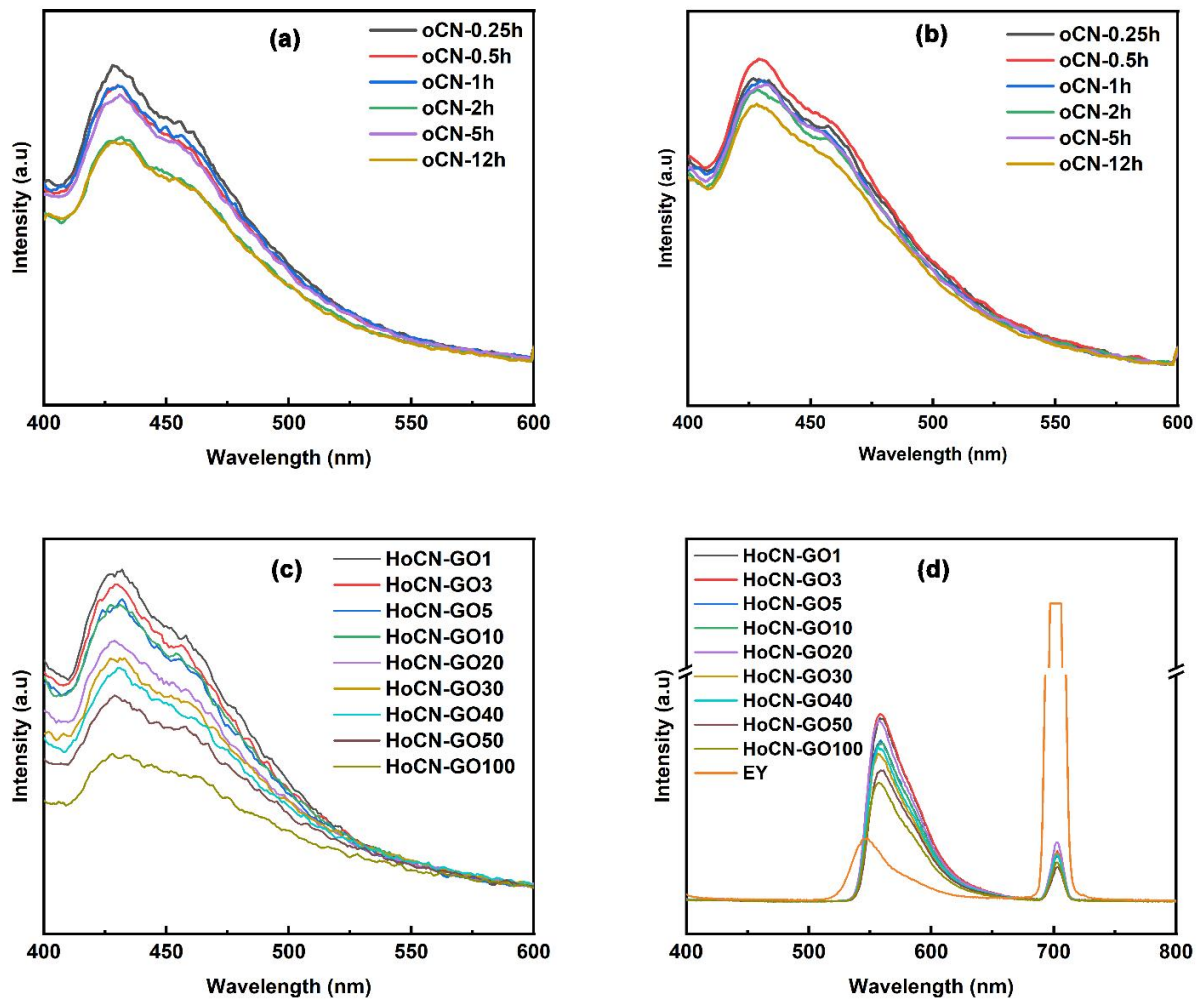 (a)
oCN-0.25h
oCN-0.5h
oCN-1h
oCN-2h
oCN-5h
oCN-12h
Intensity (a.u)
400 450 500 550 600
Wavelength (nm)
(b)
oCN-0.25h
oCN-0.5h
oCN-1h
oCN-2h
oCN-5h
oCN-12h
Intensity (a.u)
400 450 500 550 600
Wavelength (nm)
(c)
HoCN-GO1
HoCN-GO3
HoCN-GO5
HoCN-GO10
HoCN-GO20
HoCN-GO30
HoCN-GO40
HoCN-GO50
HoCN-GO100
Intensity (a.u)
400 450 500 550 600
Wavelength (nm)
(d)
HoCN-GO1
HoCN-GO3
HoCN-GO5
HoCN-GO10
HoCN-GO20
HoCN-GO30
HoCN-GO40
HoCN-GO50
HoCN-GO100
EY
Intensity (a.u)
400 500 600 700 800
Wavelength (nm)